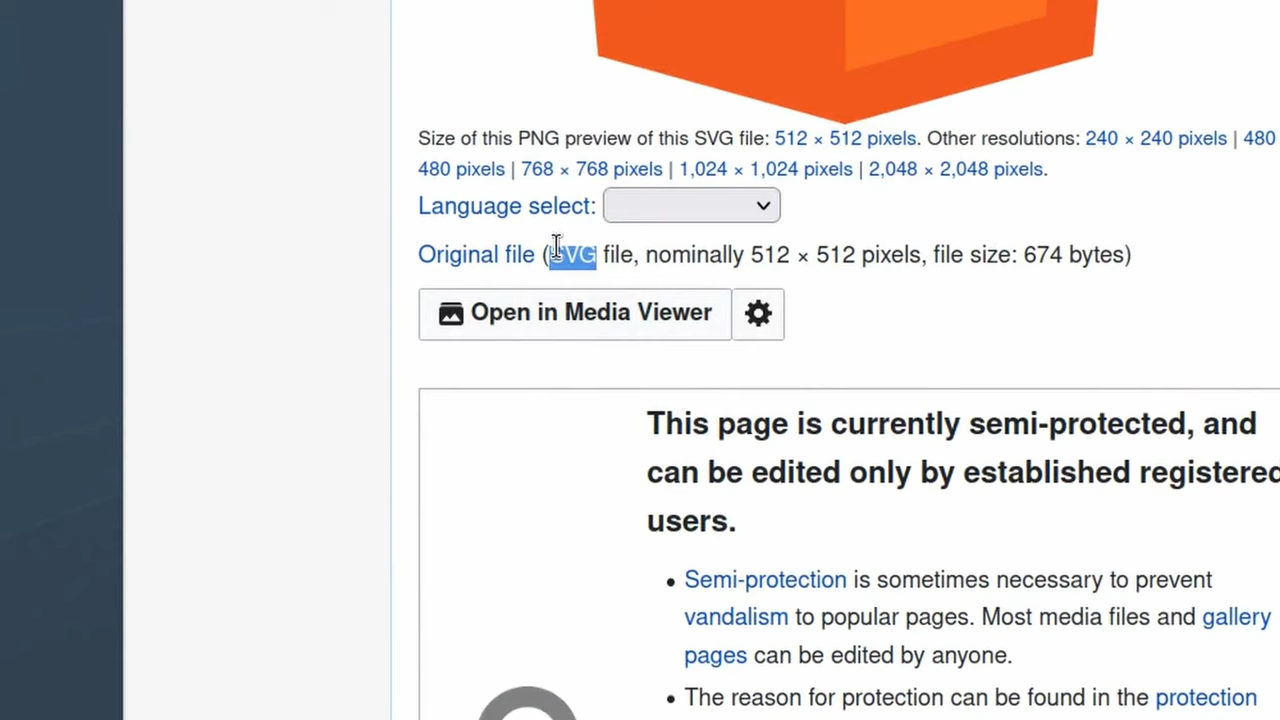 Size of this PNG preview of this SVG file: 512 × 512 pixels. Other resolutions: 240 × 240 pixels | 480
480 pixels | 768 × 768 pixels | 1,024 × 1,024 pixels | 2,048 × 2,048 pixels.
Language select:
Original file (SVG file, nominally 512 × 512 pixels, file size: 674 bytes)
Open in Media Viewer
This page is currently semi-protected, and
can be edited only by established registered
users.
• Semi-protection is sometimes necessary to prevent
vandalism to popular pages. Most media files and gallery
pages can be edited by anyone.
• The reason for protection can be found in the protection